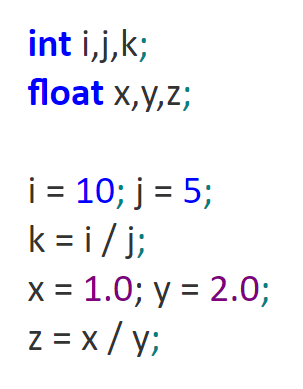 int i,j,k;
float x,y,z;
i = 10; j = 5;
k = i / j;
x = 1.0; y = 2.0;
z = x / y;